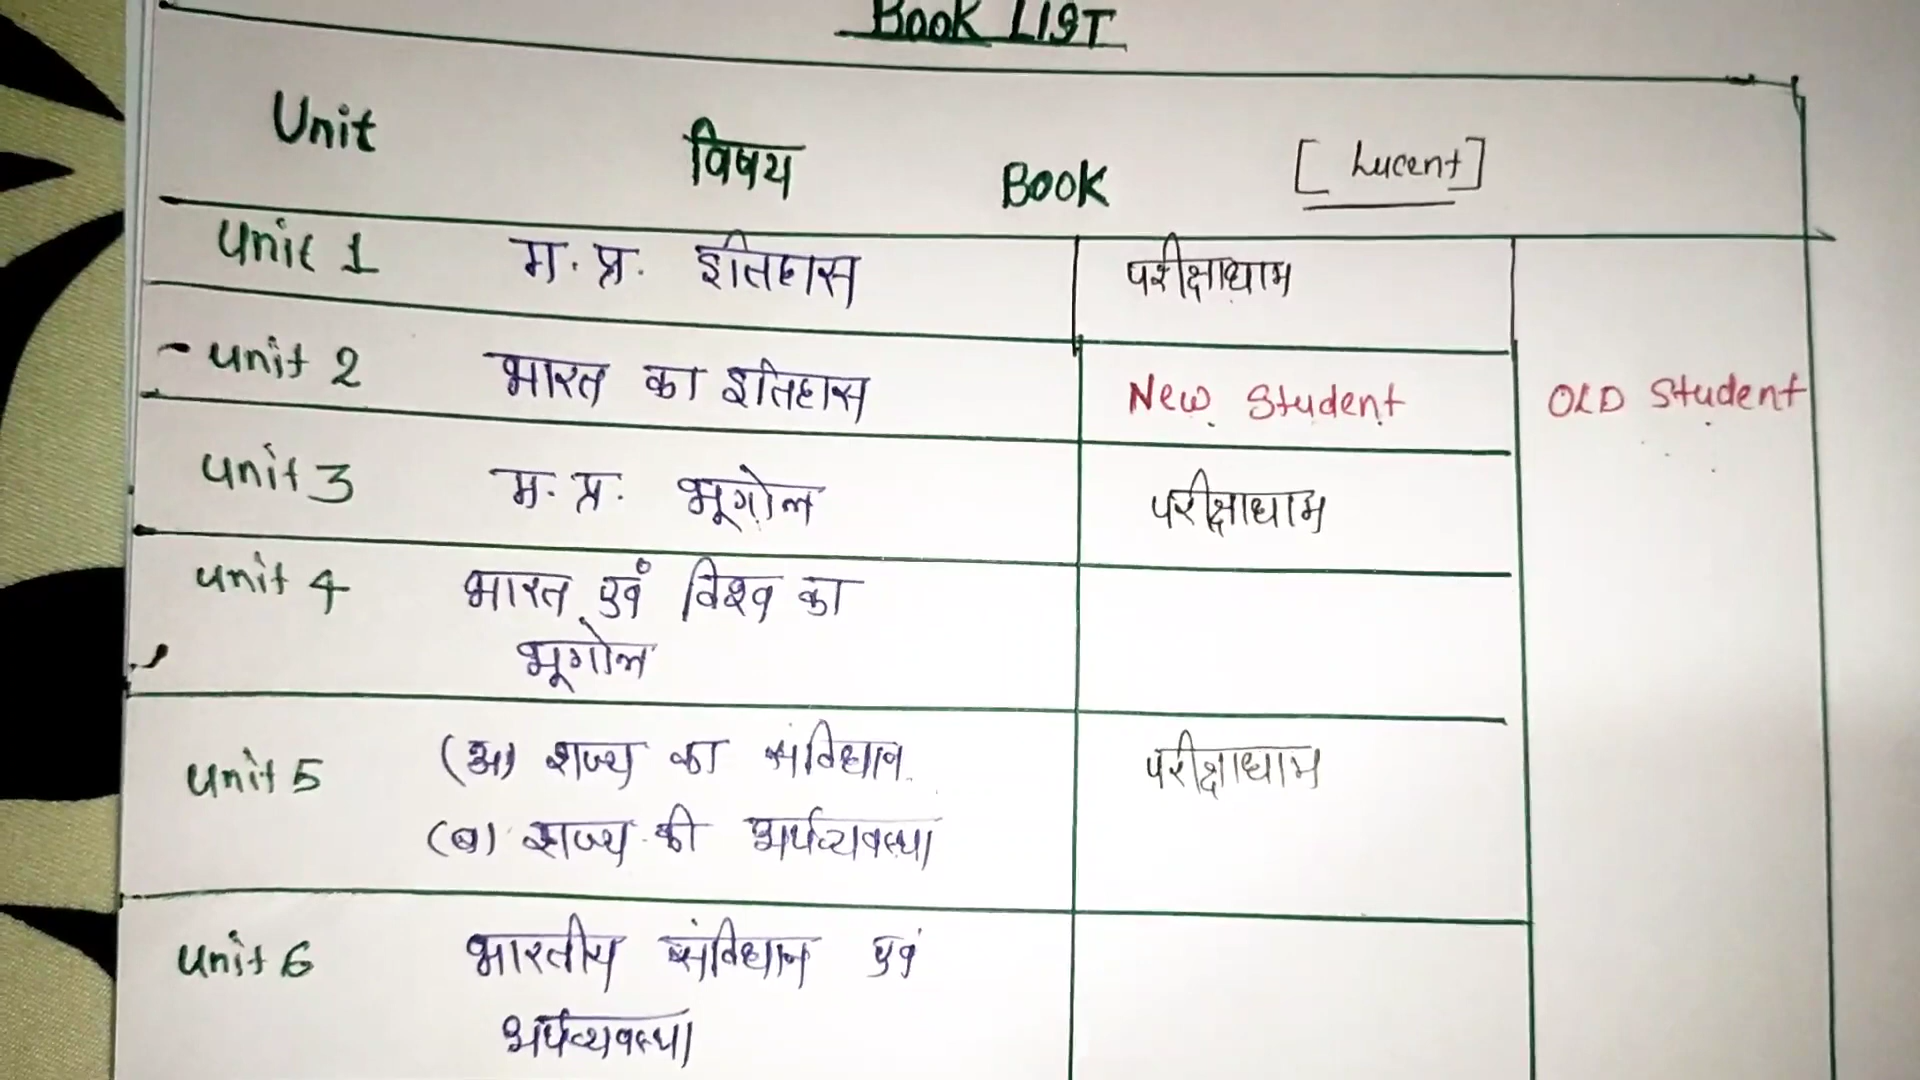 Book LIST
Unit विषय Book [Lucent]
Unit 1 म. प्र. इतिहास परीक्षाधाम
unit 2 भारत का इतिहास New Student OLD Student
unit 3 म. प्र. भूगोल परीक्षाधाम
unit 4 भारत एवं विश्व का
भूगोल
unit 5 (अ) राज्य का संविधान परीक्षाधाम
(ब) राज्य की अर्थव्यवस्था
unit 6 भारतीय संविधान एवं
अर्थव्यवस्था